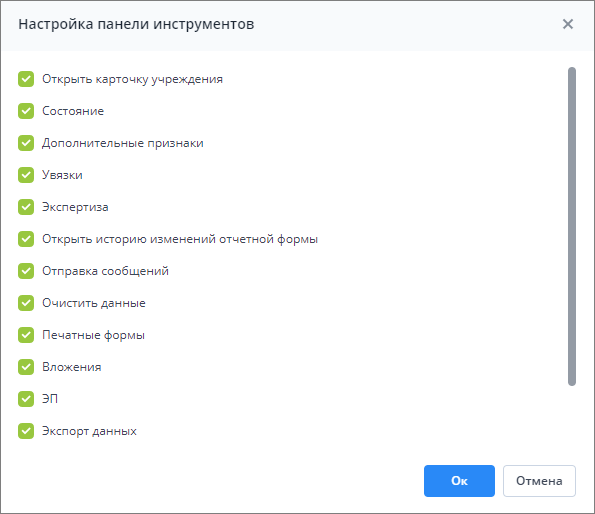 Настройка панели инструментов
Открыть карточку учреждения
Состояние
Дополнительные признаки
Увязки
Экспертиза
Открыть историю изменений отчетной формы
Отправка сообщений
Очистить данные
Печатные формы
Вложения
ЭП
Экспорт данных
Ок
Отмена